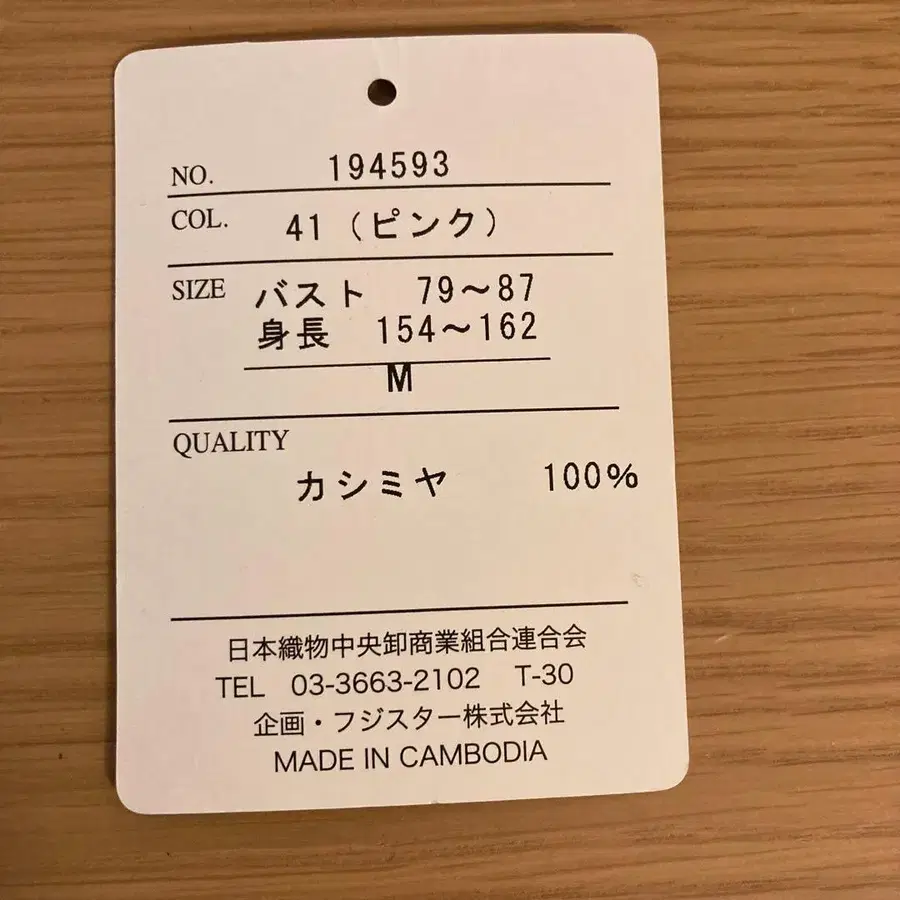 NO. 194593
COL. 41 (ピンク)
SIZE バスト 79～87
身長 154～162
M
QUALITY
カシミヤ 100%
日本織物中央卸商業組合連合会
TEL 03-3663-2102 T-30
企画・フジスター株式会社
MADE IN CAMBODIA